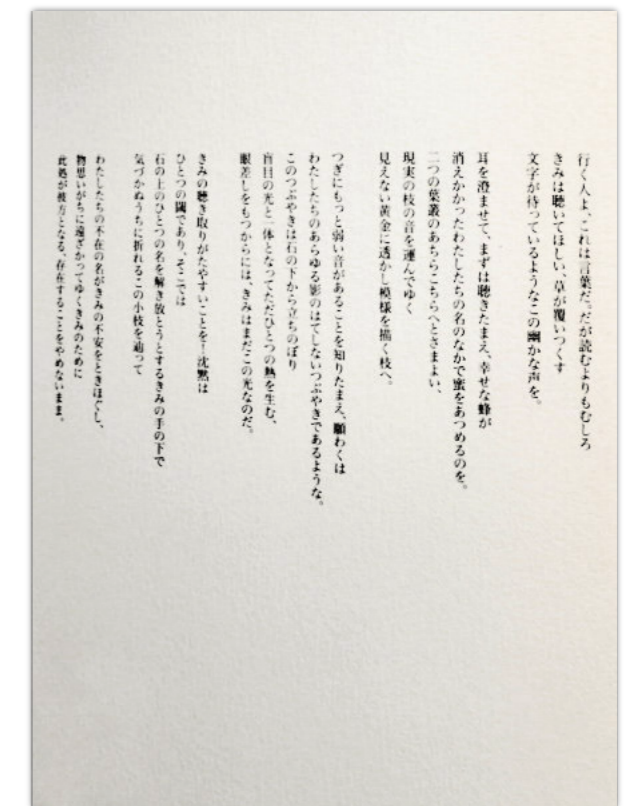 行く人よ、これは言葉だ。だが読むよりもむしろ
きみは聴いてほしい、草が覆いつくす
文字が待っているようなこの幽かな声を。
耳を澄ませて、まずは聴きたまえ、幸せな蜂が
消えかかったわたしたちの名のなかで蜜をあつめるのを。
二つの葉叢のあちらこちらへとさまよい、
現実の枝の音を運んでゆく
見えない黄金に透かし模様を描く枝へ。
つぎにもっと弱い音があることを知りたまえ、願わくは
わたしたちのあらゆる影のはてしないつぶやきであるような。
このつぶやきは石の下から立ちのぼり
盲目の光と一体となってただひとつの熱を生む、
眼差しをもつからには、きみはまだこの光なのだ。
きみの聴き取りがたやすいことを!沈黙は
ひとつの閾であり、そこでは
石の上のひとつの名を解き放とうとするきみの手の下で
気づかぬうちに折れるこの小枝を通って
わたしたちの不在の名がきみの不安をときほぐし、
物思いがちに遠ざかってゆくきみのために
此処が彼方となる、存在することをやめないまま。